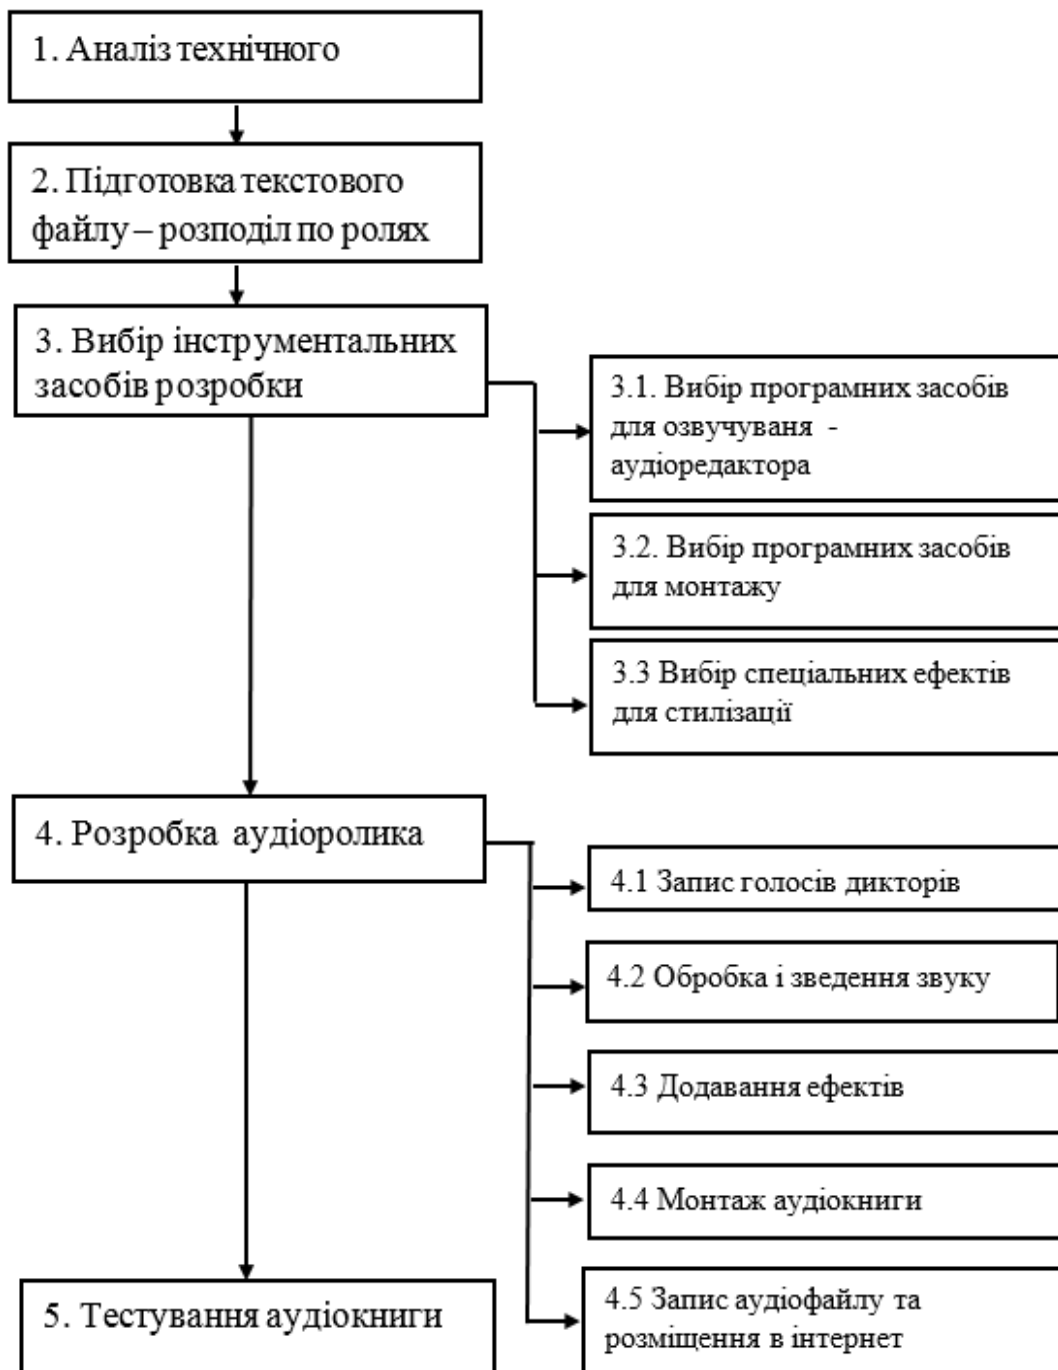 1. Аналіз технічного
2. Підготовка текстового
файлу – розподіл по ролях
3. Вибір інструментальних
засобів розробки
3.1. Вибір програмних засобів
для озвучуваня -
аудіоредактора
3.2. Вибір програмних засобів
для монтажу
3.3 Вибір спеціальних ефектів
для стилізації
4. Розробка аудіоролика
4.1 Запис голосів дикторів
4.2 Обробка і зведення звуку
4.3 Додавання ефектів
4.4 Монтаж аудіокниги
4.5 Запис аудіофайлу та
розміщення в інтернет
5. Тестування аудіокниги